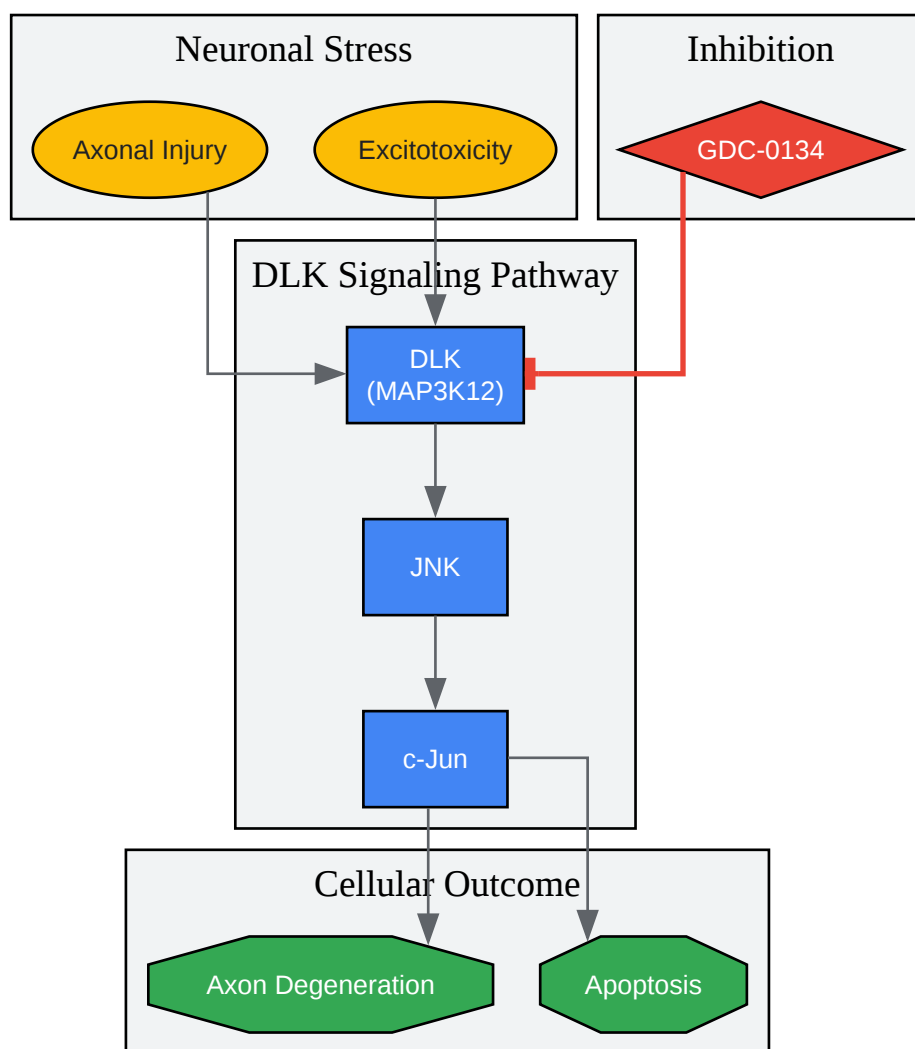 Neuronal Stress
Inhibition
Axonal Injury
Excitotoxicity
GDC-0134
DLK Signaling Pathway
DLK
(MAP3K12)
JNK
c-Jun
Cellular Outcome
Axon Degeneration
Apoptosis